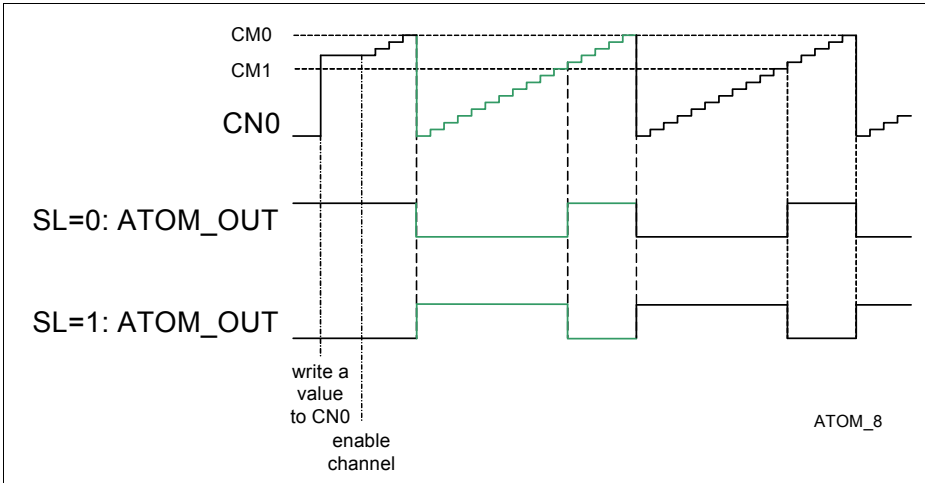 CM0
CM1
CN0
SL=0: ATOM_OUT
SL=1: ATOM_OUT
write a
value
to CN0
enable
channel
ATOM_8